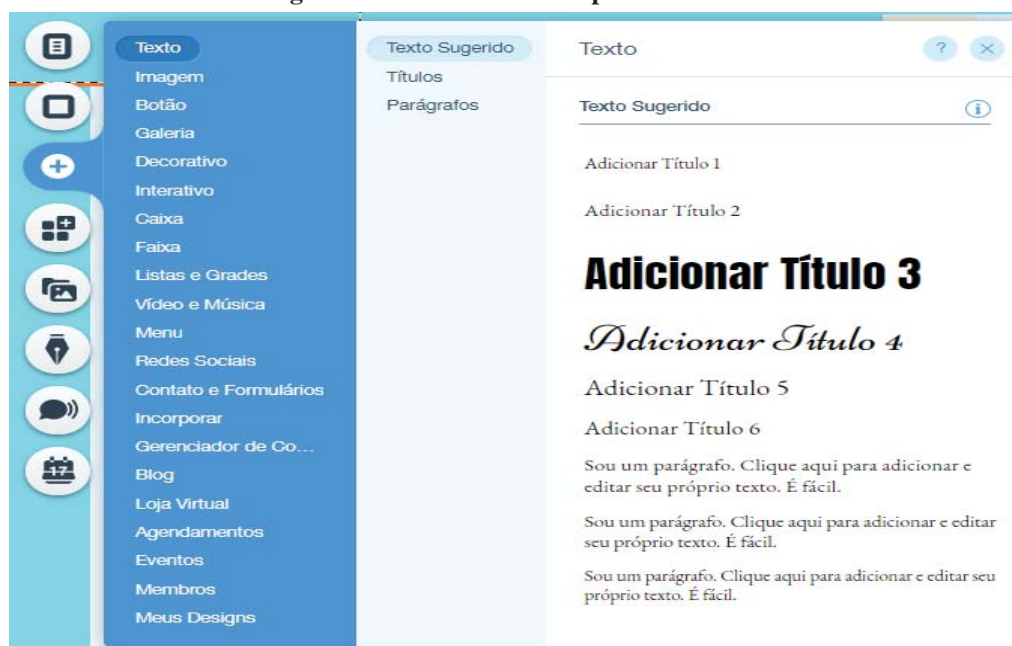 Texto
Imagem
Botão
Galeria
Decorativo
Interativo
Caixa
Faixa
Listas e Grades
Vídeo e Música
Menu
Redes Sociais
Contato e Formulários
Incorporar
Gerenciador de Co...
Blog
Loja Virtual
Agendamentos
Eventos
Membros
Meus Designs
Texto Sugerido
Títulos
Parágrafos
Texto ?
Texto Sugerido
Adicionar Título 1
Adicionar Título 2
Adicionar Título 3
Adicionar Título 4
Adicionar Título 5
Adicionar Título 6
Sou um parágrafo. Clique aqui para adicionar e
editar seu próprio texto. É fácil.
Sou um parágrafo. Clique aqui para adicionar e editar
seu próprio texto. É fácil.
Sou um parágrafo. Clique aqui para adicionar e editar seu
próprio texto. É fácil.
17